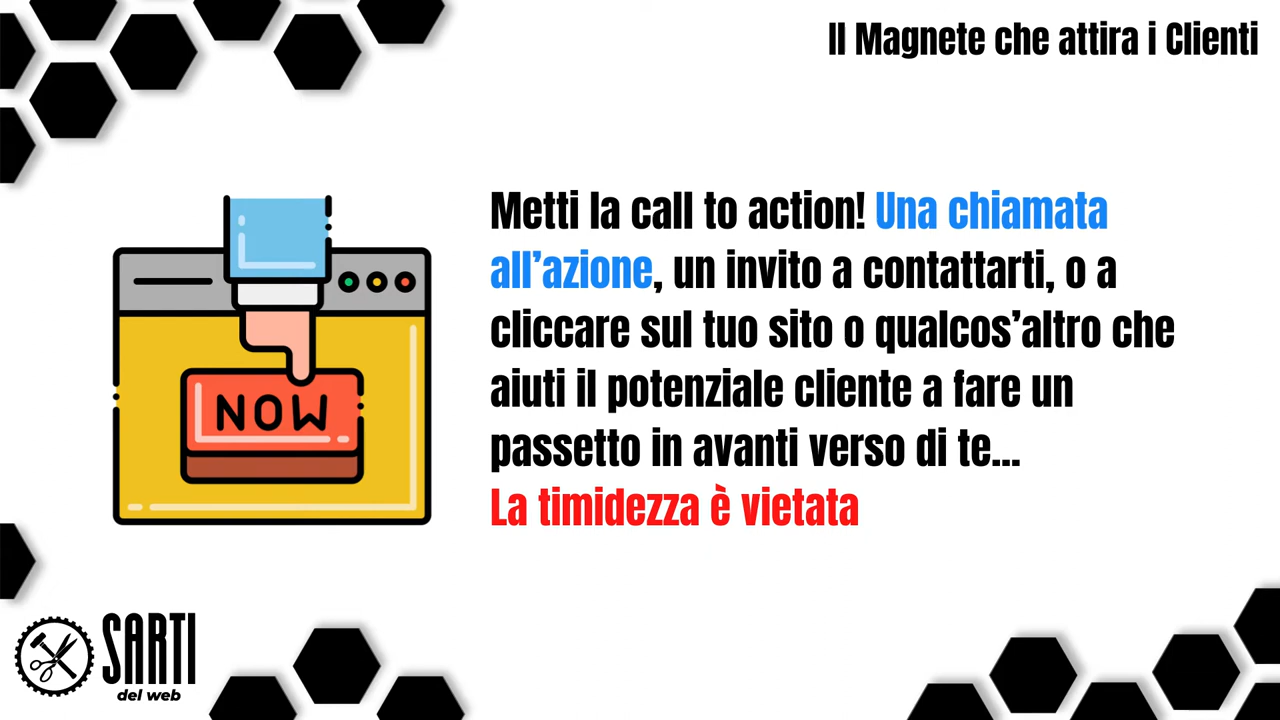 Il Magnete che attira i Clienti
Metti la call to action! Una chiamata
all’azione, un invito a contattarti, o a
cliccare sul tuo sito o qualcos’altro che
aiuti il potenziale cliente a fare un
passetto in avanti verso di te...
La timidezza è vietata
NOW
SARTI
del web